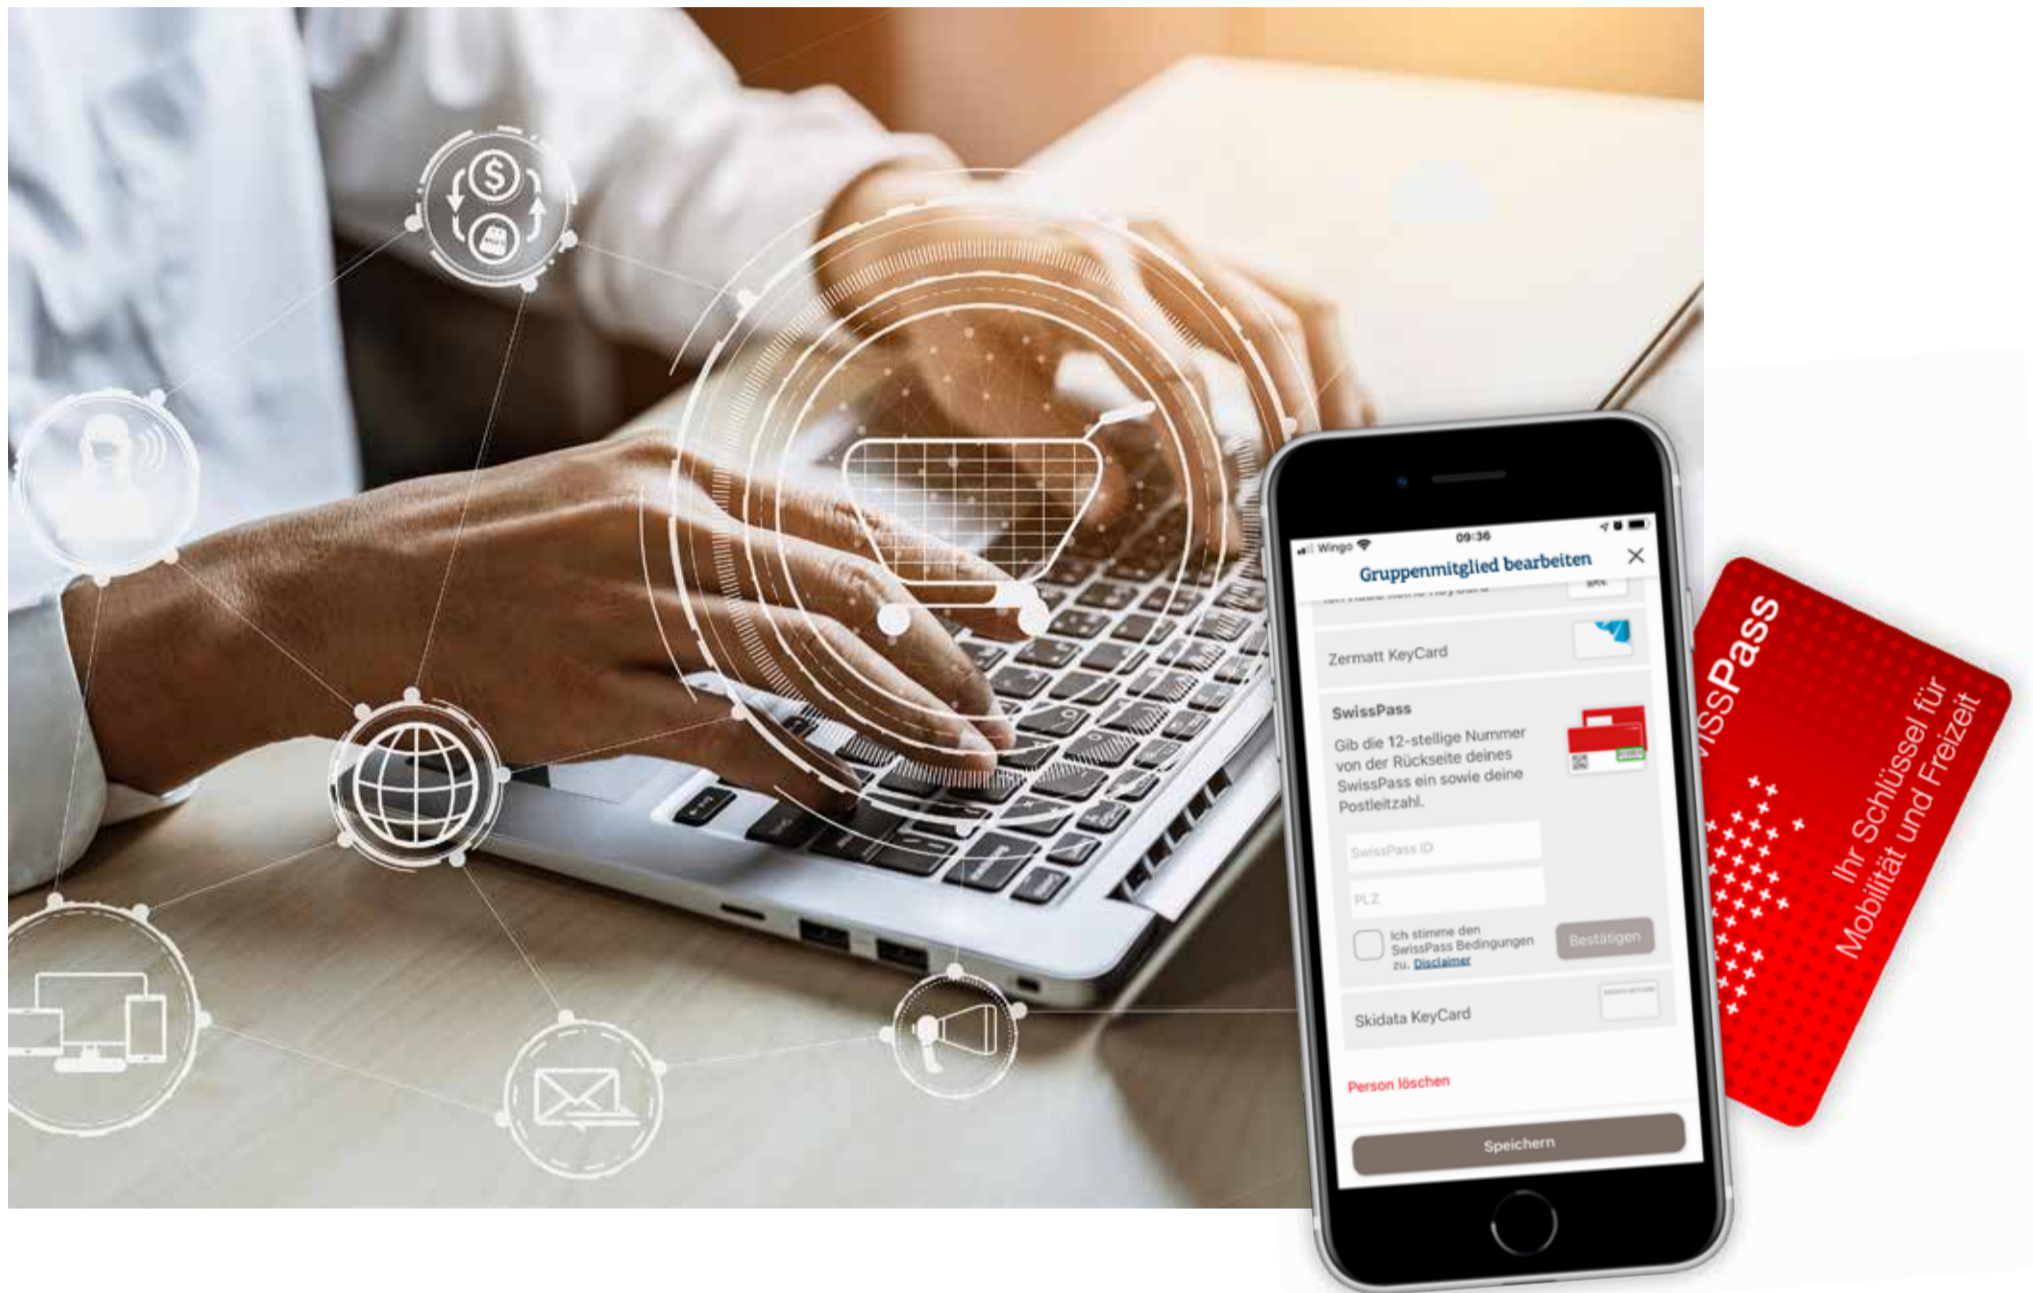 Wingo
09:36
Gruppenmitglied bearbeiten
Zermatt KeyCard
SwissPass
Gib die 12-stellige Nummer
von der Rückseite deines
SwissPass ein sowie deine
Postleitzahl.
SwissPass ID
PLZ
Ich stimme den
SwissPass Bedingungen
zu. Disclaimer
Bestätigen
Skidata KeyCard
Person löschen
Speichern
issPass
Ihr Schlüssel für
Mobilität und Freizeit